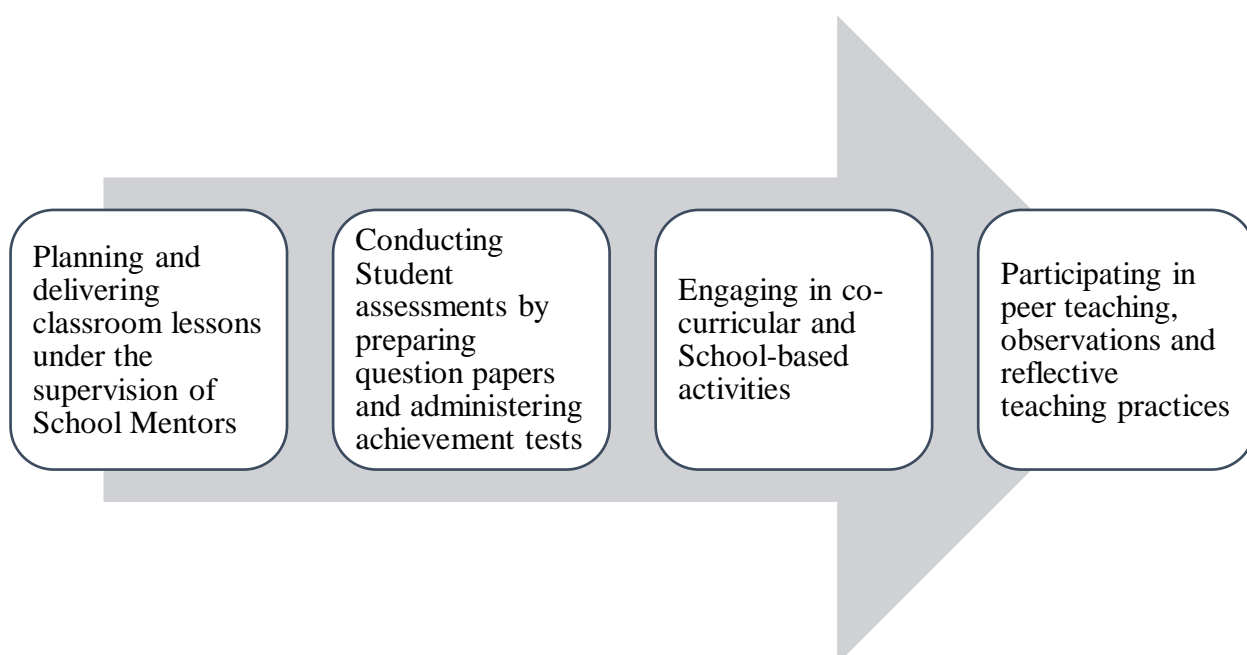 Planning and
delivering
classroom lessons
under the
supervision of
School Mentors
Conducting
Student
assessments by
preparing
question papers
and administering
achievement tests
Engaging in co-
curricular and
School-based
activities
Participating in
peer teaching,
observations and
reflective
teaching practices